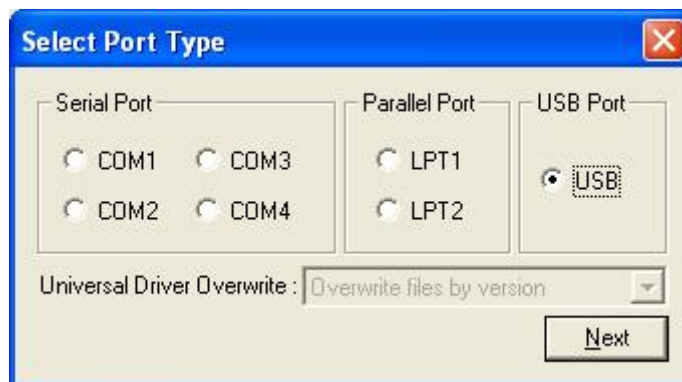 Select Port Type
Serial Port
COM1 COM3
COM2 COM4
Parallel Port
LPT1
LPT2
USB Port
USB
Universal Driver Overwrite : Overwrite files by version
Next